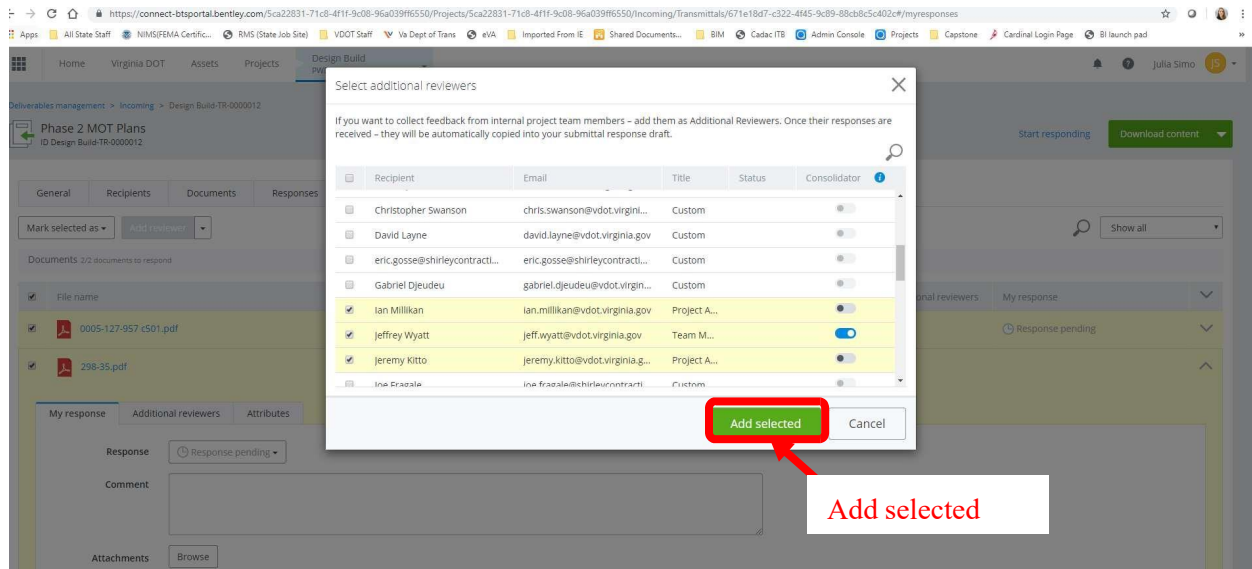 https://connect-btsportal.bentley.com/5ca22831-71c8-4f1f-9c08-96a039ff6550/Projects/5ca22831-71c8-4f1f-9c08-96a039ff6550/Incoming/Transmittals/671e18d7-c322-4f45-9c89-88cb8c5c402c#/myresponses
Apps All State Staff NIMS(FEMA Certific... RMS (State Job Site) VDOT Staff Va Dept of Trans eVA Imported From IE Shared Documents... BIM Cadac ITB Admin Console Projects Capstone Cardinal Login Page BI launch pad »
Home Virginia DOT Assets Projects Design Build Julia Simo JS
Deliverables management > Incoming > Design Build-TR-0000012
Phase 2 MOT Plans
ID Design Build-TR-0000012
Start responding Download content
General Recipients Documents Responses
Mark selected as Add reviewer Show all
Documents 2/2 documents to respond
File name onal reviewers My response
0005-127-957 c501.pdf Response pending
298-35.pdf
My response Additional reviewers Attributes
Response Response pending
Comment
Attachments Browse
Select additional reviewers
If you want to collect feedback from internal project team members – add them as Additional Reviewers. Once their responses are
received – they will be automatically copied into your submittal response draft.
Recipient Email Title Status Consolidator
Christopher Swanson chris.swanson@vdot.virgini... Custom
David Layne david.layne@vdot.virginia.gov Custom
eric.gosse@shirleycontracti... eric.gosse@shirleycontracti... Custom
Gabriel Djeudeu gabriel.djeudeu@vdot.virgin... Custom
Ian Millikan ian.millikan@vdot.virginia.gov Project A...
Jeffrey Wyatt jeff.wyatt@vdot.virginia.gov Team M...
Jeremy Kitto jeremy.kitto@vdot.virginia.g... Project A...
Joe Fragale joe.fragale@shirleycontracti Custom
Add selected Cancel
Add selected